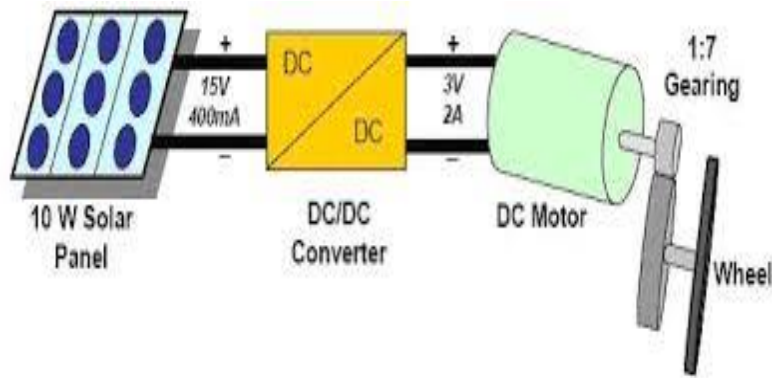 +
15V
400mA
−
DC
DC
+
3V
2A
−
1:7
Gearing
10 W Solar
Panel
DC/DC
Converter
DC Motor
Wheel